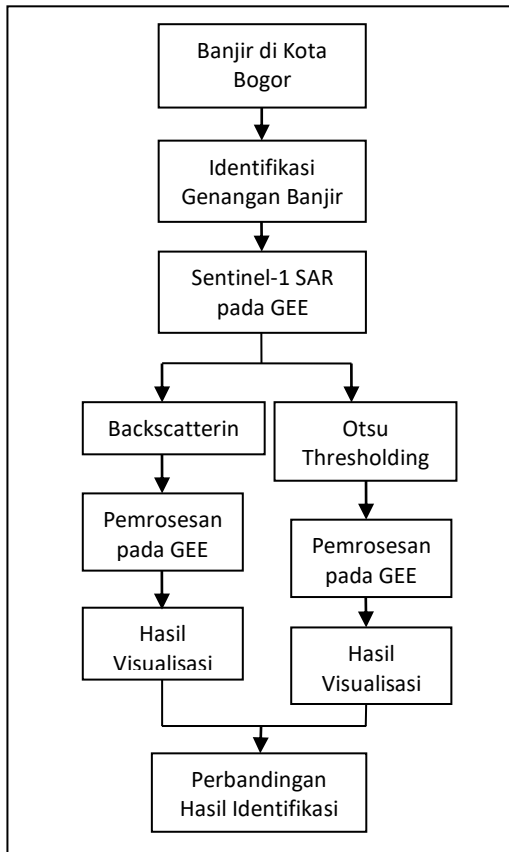 Banjir di Kota
Bogor
Identifikasi
Genangan Banjir
Sentinel-1 SAR
pada GEE
Backscatterin
Otsu
Thresholding
Pemrosesan
pada GEE
Pemrosesan
pada GEE
Hasil
Visualisasi
Hasil
Visualisasi
Perbandingan
Hasil Identifikasi